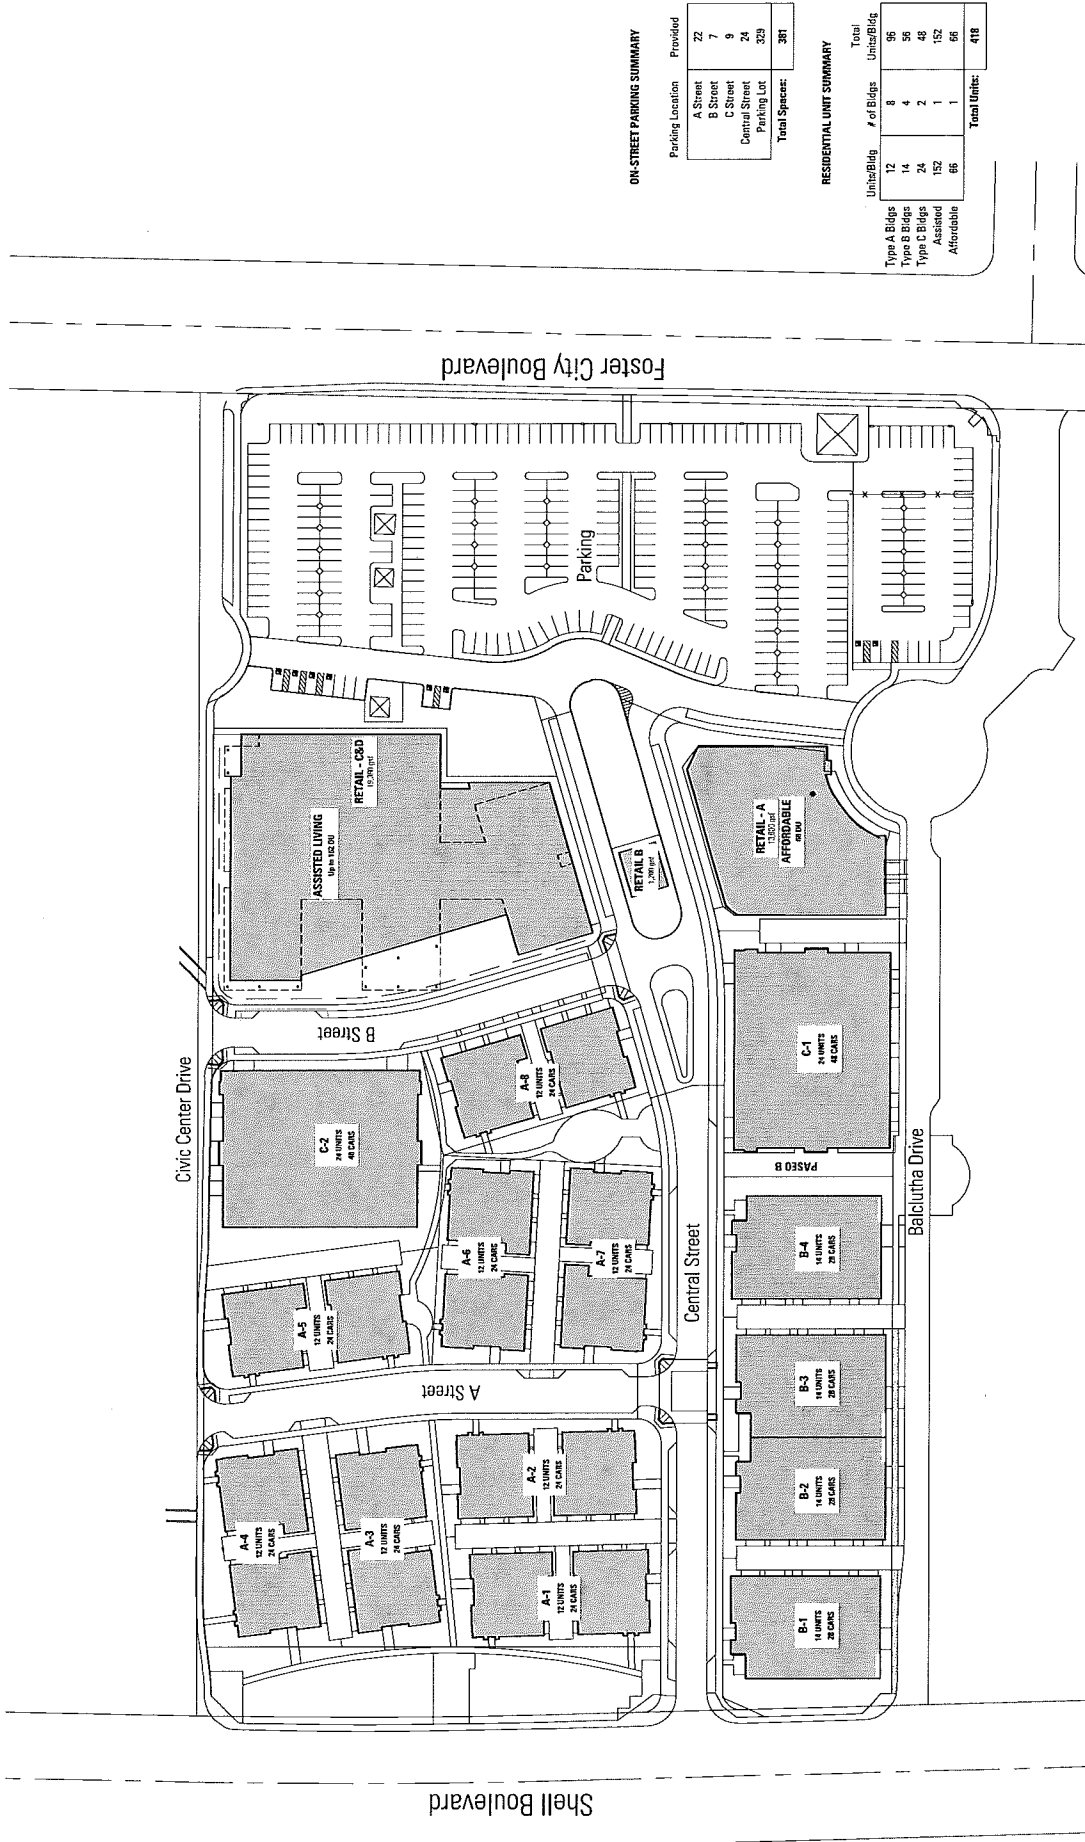 ON-STREET PARKING SUMMARY
Parking Location Provided
A Street 22
B Street 7
C Street 9
Central Street 24
Parking Lot 329
Total Spaces: 381
RESIDENTIAL UNIT SUMMARY
Units/Bldg # of Bldgs Total Units/Bldg
Type A Bldgs 12 8 96
Type B Bldgs 14 4 56
Type C Bldgs 24 2 48
Assisted 152 1 152
Affordable 66 1 66
Total Units: 418
Foster City Boulevard
Parking
Civic Center Drive
ASSISTED LIVING
Up to 152 DU
RETAIL - C&D
RETAIL B
1,200 gsf
RETAIL - A
AFFORDABLE
B Street
C-2
24 UNITS
A-8
12 UNITS
24 CARS
C-1
24 UNITS
48 CARS
PASEO B
A-5
12 UNITS
24 CARS
A-6
12 UNITS
24 CARS
A-7
12 UNITS
24 CARS
Central Street
B-4
14 UNITS
28 CARS
Balclutha Drive
A Street
B-3
14 UNITS
28 CARS
A-4
12 UNITS
24 CARS
A-3
12 UNITS
24 CARS
A-2
12 UNITS
24 CARS
A-1
12 UNITS
24 CARS
B-2
14 UNITS
28 CARS
B-1
14 UNITS
28 CARS
Shell Boulevard